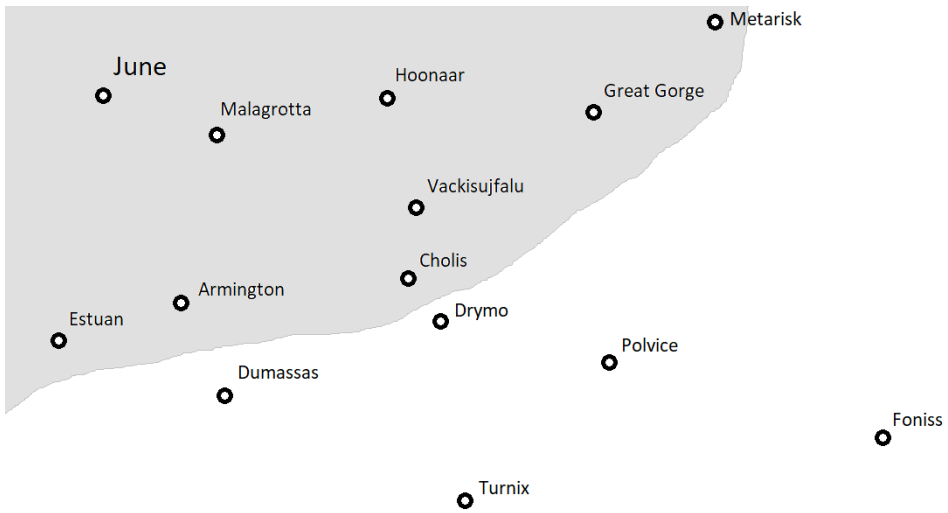 Metarisk
June
Hoonaar
Great Gorge
Malagrotta
Vackisujfalu
Cholis
Armington
Drymo
Estuan
Polvice
Dumassas
Foniss
Turnix